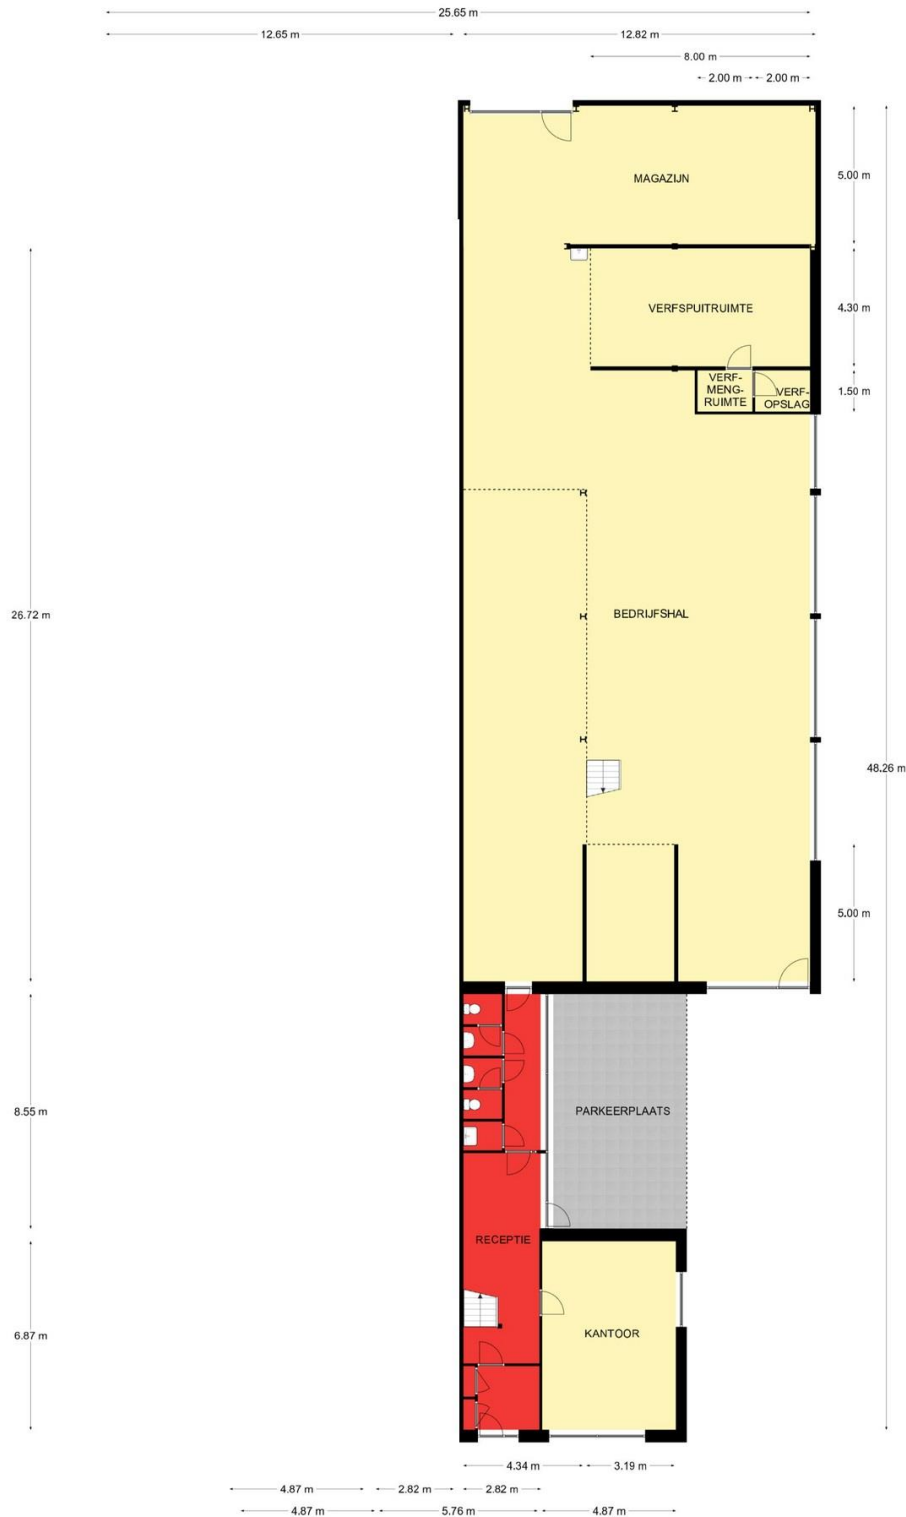 25.65 m
12.65 m
12.82 m
8.00 m
2.00 m
2.00 m
MAGAZIJN
5.00 m
VERFSPUITRUIMTE
4.30 m
VERF-
MENG-
RUIMTE
VERF-
OPSLAG
1.50 m
26.72 m
BEDRIJFSHAL
48.26 m
5.00 m
8.55 m
PARKEERPLAATS
RECEPTIE
6.87 m
KANTOOR
4.34 m
3.19 m
4.87 m
2.82 m
2.82 m
4.87 m
5.76 m
4.87 m